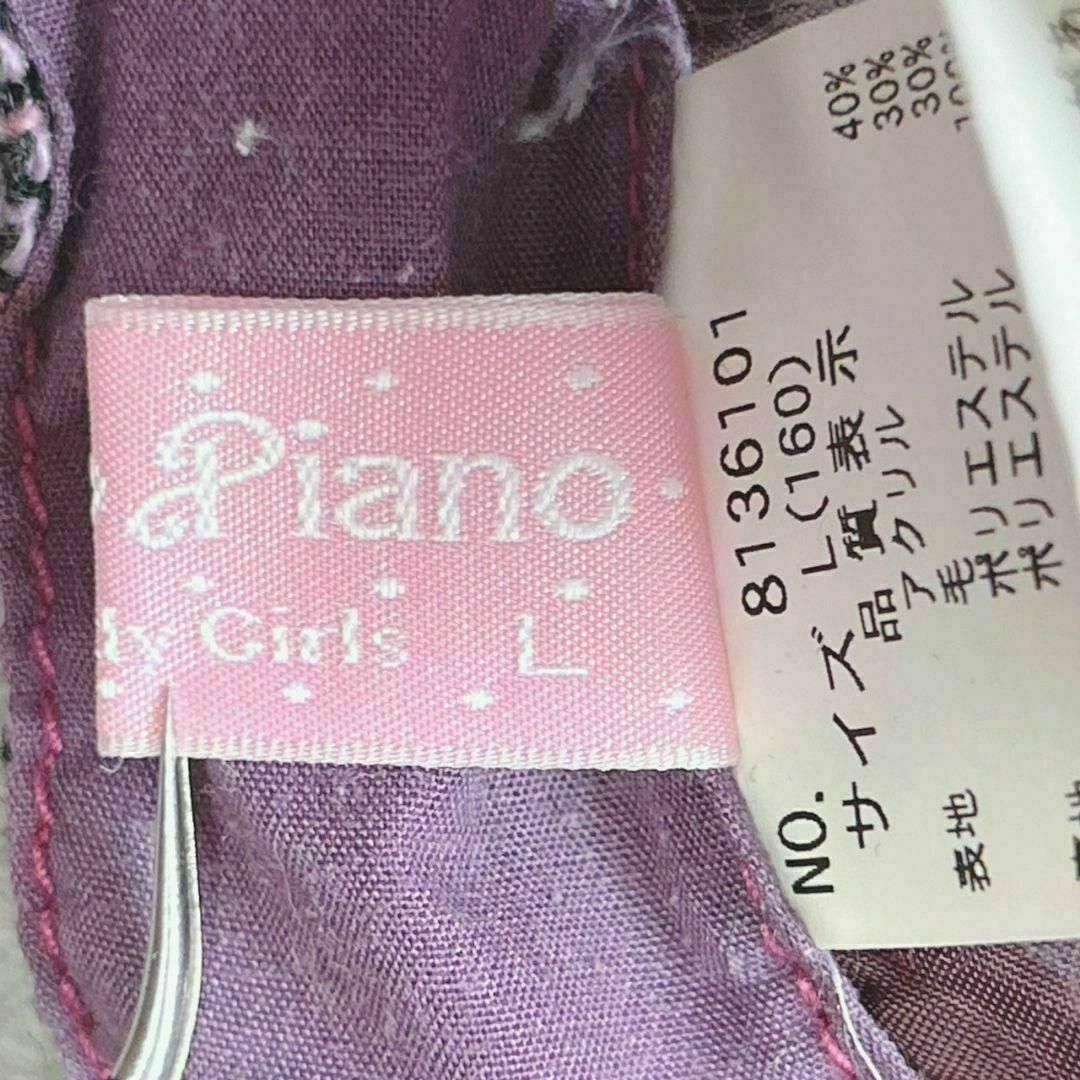 Piano
ly Girls L
NO. 8136101
サイズ L(160)
品質表示
表地 アクリル 40%
毛 30%
ポリエステル 30%
ポリエステル